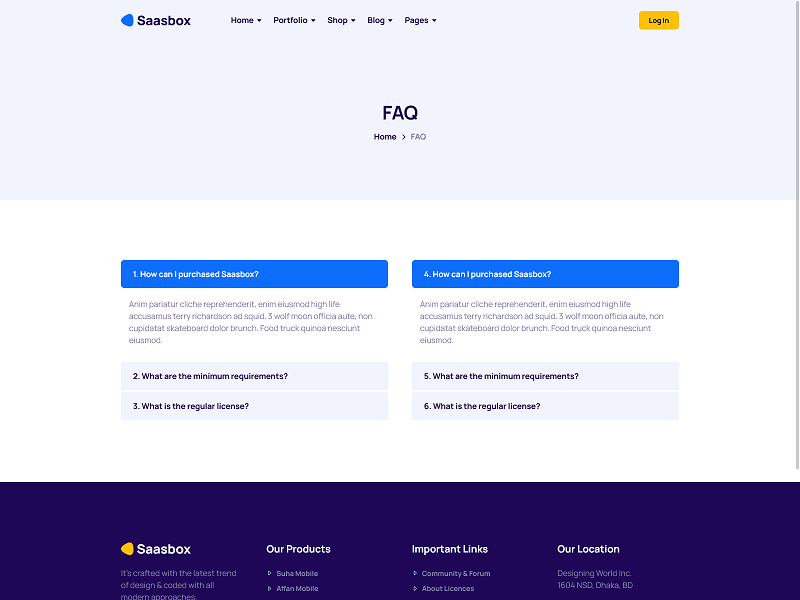 Saasbox
Home
Portfolio
Shop
Blog
Pages
Log In
FAQ
Home
FAQ
1. How can I purchased Saasbox?
Anim pariatur cliche reprehenderit, enim eiusmod high life
accusamus terry richardson ad squid. 3 wolf moon officia aute, non
cupidatat skateboard dolor brunch. Food truck quinoa nesciunt
eiusmod.
2. What are the minimum requirements?
3. What is the regular license?
4. How can I purchased Saasbox?
Anim pariatur cliche reprehenderit, enim eiusmod high life
accusamus terry richardson ad squid. 3 wolf moon officia aute, non
cupidatat skateboard dolor brunch. Food truck quinoa nesciunt
eiusmod.
5. What are the minimum requirements?
6. What is the regular license?
Saasbox
It's crafted with the latest trend
of design & coded with all
modern approaches.
Our Products
Suha Mobile
Affan Mobile
Important Links
Community & Forum
About Licences
Our Location
Designing World Inc.
1604 NSD, Dhaka, BD